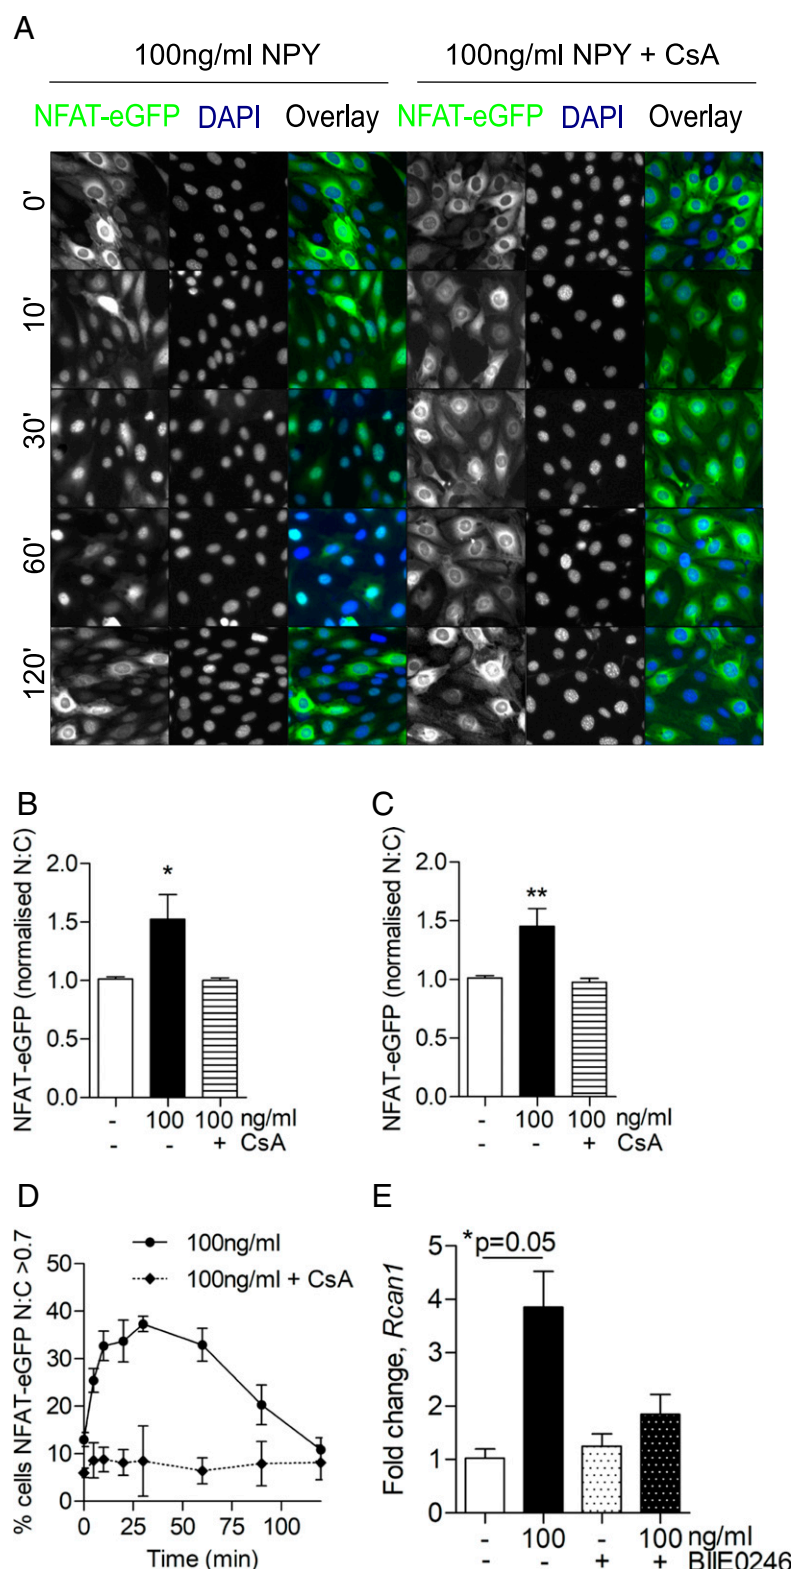 A
100ng/ml NPY 100ng/ml NPY + CsA
NFAT-eGFP DAPI Overlay NFAT-eGFP DAPI Overlay
0'
10'
30'
60'
120'
B
NFAT-eGFP (normalised N:C)
2.0
1.5
1.0
0.5
0.0
*
- 100 100 ng/ml
- - + CsA
C
NFAT-eGFP (normalised N:C)
2.0
1.5
1.0
0.5
0.0
**
- 100 100 ng/ml
- - + CsA
D
% cells NFAT-eGFP N:C >0.7
100ng/ml
100ng/ml + CsA
50
40
30
20
10
0
0 25 50 75 100
Time (min)
E
Fold change, Rcan1
*p=0.05
5
4
3
2
1
0
- 100 - 100 ng/ml
- - + + BIIE0246